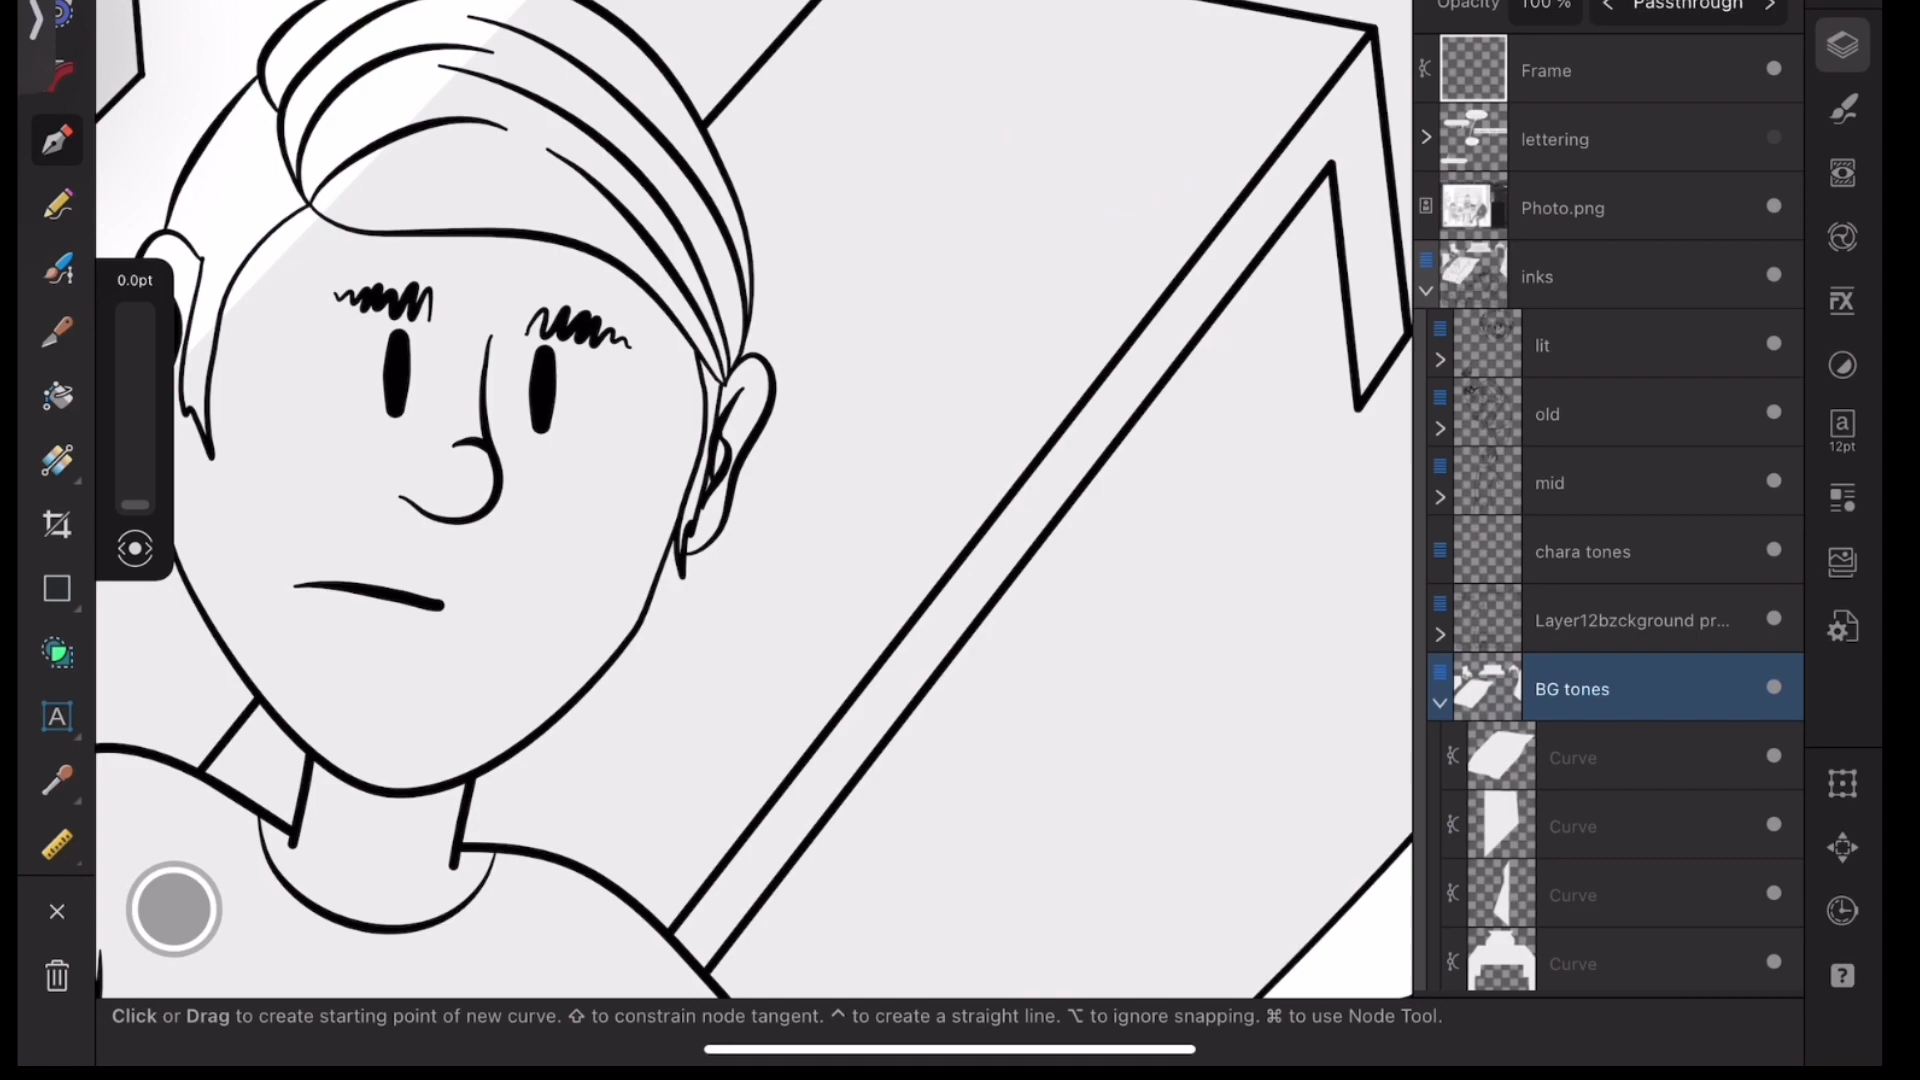 Opacity 100 % Passthrough
Frame
lettering
Photo.png
inks
lit
old
mid
chara tones
Layer12bzckground pr...
BG tones
Curve
Curve
Curve
Curve
0.0pt
A
a
12pt
FX
?
Click or Drag to create starting point of new curve. ⇧ to constrain node tangent. ^ to create a straight line. ⌥ to ignore snapping. ⌘ to use Node Tool.